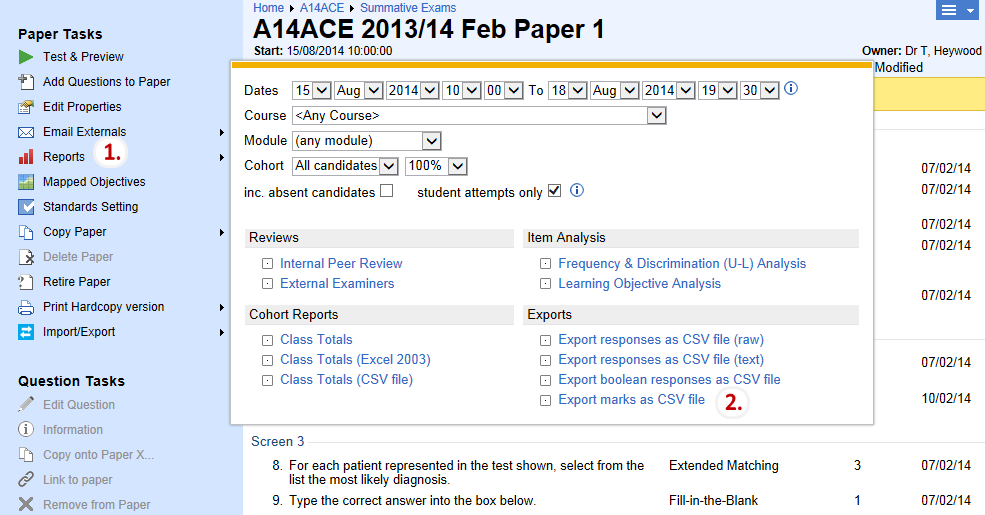 Home ▸ A14ACE ▸ Summative Exams
A14ACE 2013/14 Feb Paper 1
Start: 15/08/2014 10:00:00
Owner: Dr T, Heywood
Modified
Paper Tasks
Test & Preview
Add Questions to Paper
Edit Properties
Email Externals
Reports
1.
Mapped Objectives
Standards Setting
Copy Paper
Delete Paper
Retire Paper
Print Hardcopy version
Import/Export
Question Tasks
Edit Question
Information
Copy onto Paper X...
Link to paper
Remove from Paper
Dates 15 Aug 2014 10 00 To 18 Aug 2014 19 30
Course <Any Course>
Module (any module)
Cohort All candidates 100%
inc. absent candidates student attempts only
Reviews
Internal Peer Review
External Examiners
Item Analysis
Frequency & Discrimination (U-L) Analysis
Learning Objective Analysis
Cohort Reports
Class Totals
Class Totals (Excel 2003)
Class Totals (CSV file)
Exports
Export responses as CSV file (raw)
Export responses as CSV file (text)
Export boolean responses as CSV file
Export marks as CSV file
2.
07/02/14
07/02/14
07/02/14
07/02/14
07/02/14
07/02/14
10/02/14
Screen 3
8. For each patient represented in the test shown, select from the Extended Matching 3 07/02/14
list the most likely diagnosis.
9. Type the correct answer into the box below. Fill-in-the-Blank 1 07/02/14